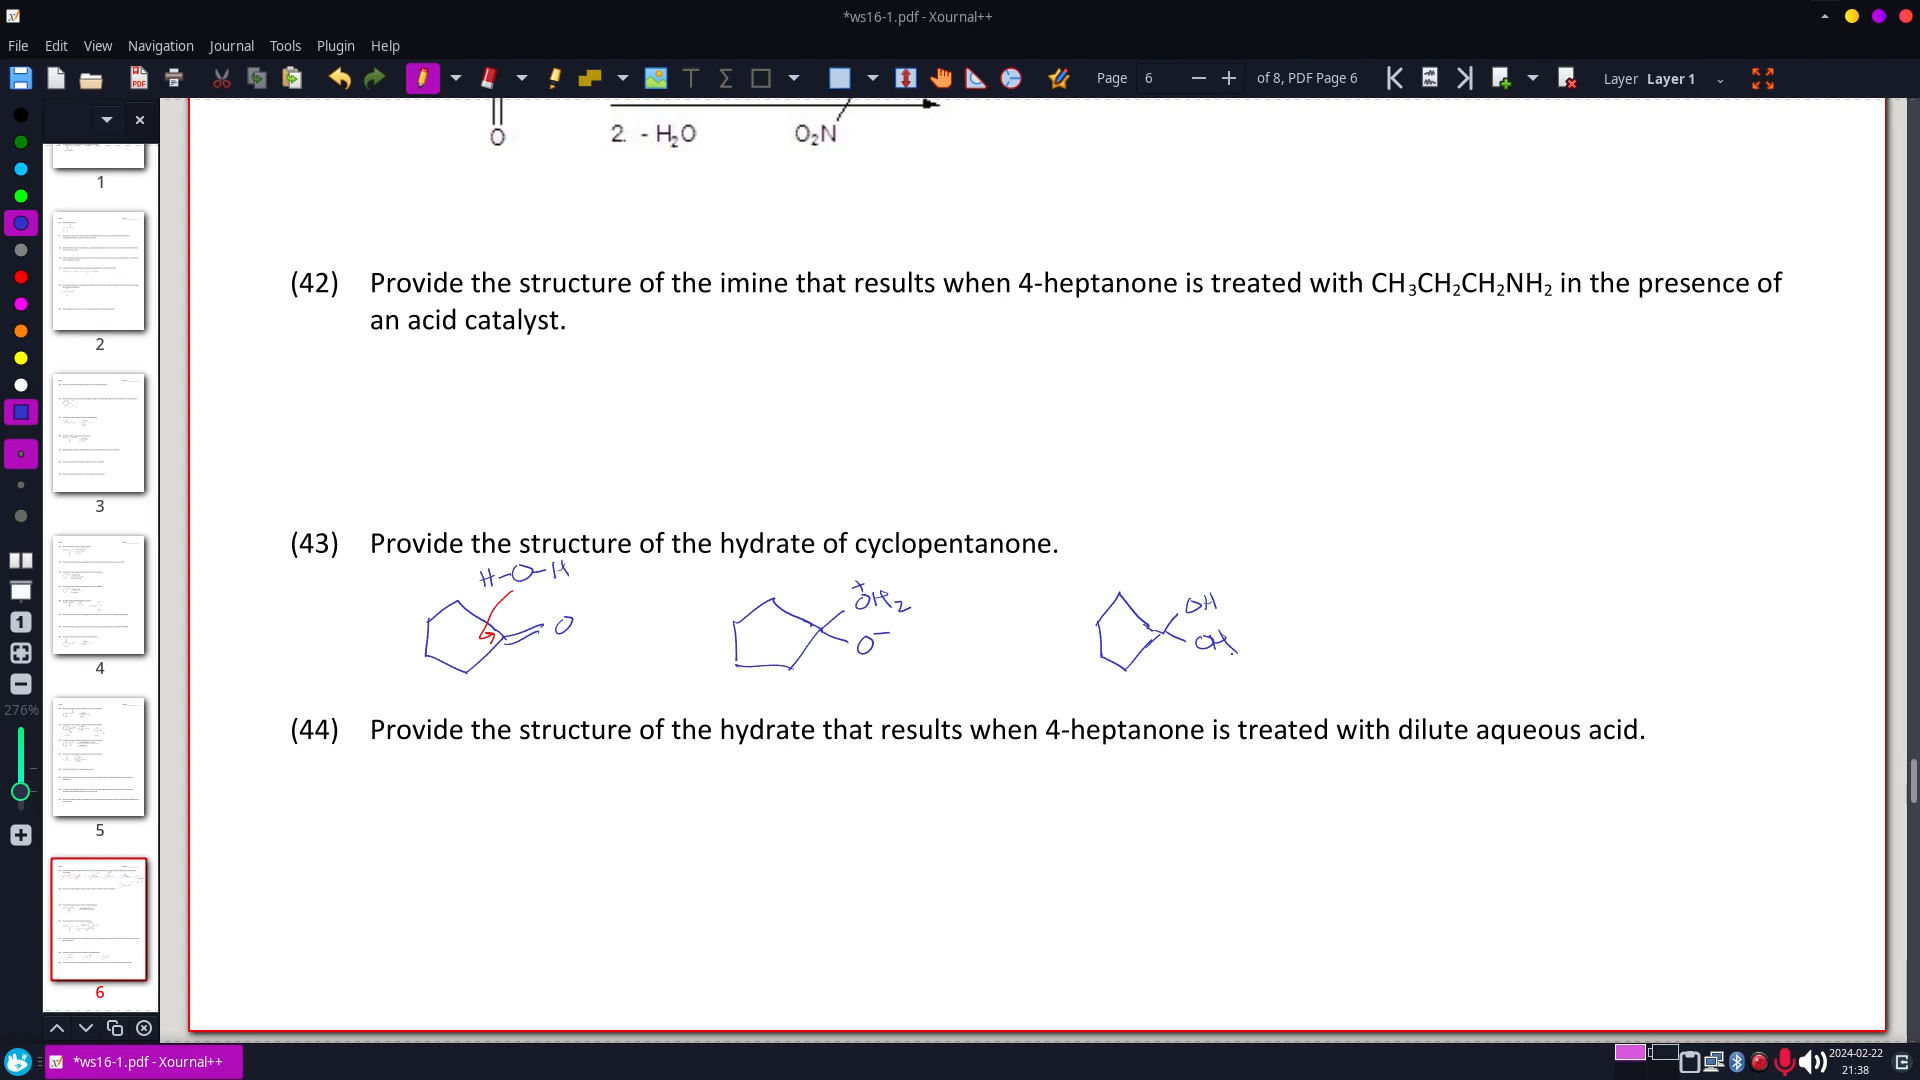 *ws16-1.pdf - Xournal++
File Edit View Navigation Journal Tools Plugin Help
Page 6 of 8, PDF Page 6 Layer Layer 1
1
2
3
4
5
6
1
276%
O
2. - H₂O
O₂N
(42) Provide the structure of the imine that results when 4-heptanone is treated with CH₃CH₂CH₂NH₂ in the presence of
an acid catalyst.
(43) Provide the structure of the hydrate of cyclopentanone.
H-O-H
O
+
OH₂
O⁻
OH
OH
(44) Provide the structure of the hydrate that results when 4-heptanone is treated with dilute aqueous acid.
*ws16-1.pdf - Xournal++
2024-02-22
21:38